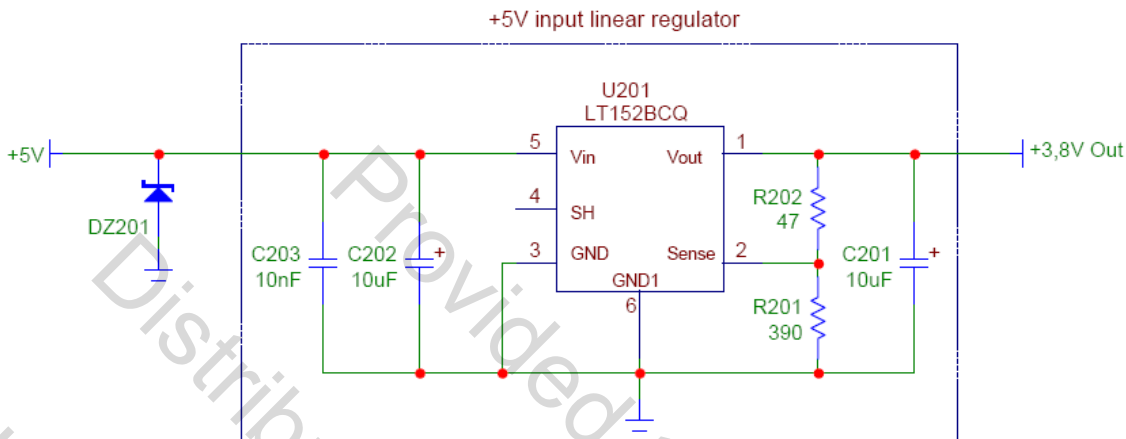 +5V input linear regulator
U201
LT152BCQ
+5V
5
Vin
Vout
1
+3,8V Out
4
SH
R202
47
DZ201
C203
10nF
C202
10uF
+
3
GND
Sense
2
C201
10uF
+
GND1
6
R201
390
Provided
Distrib